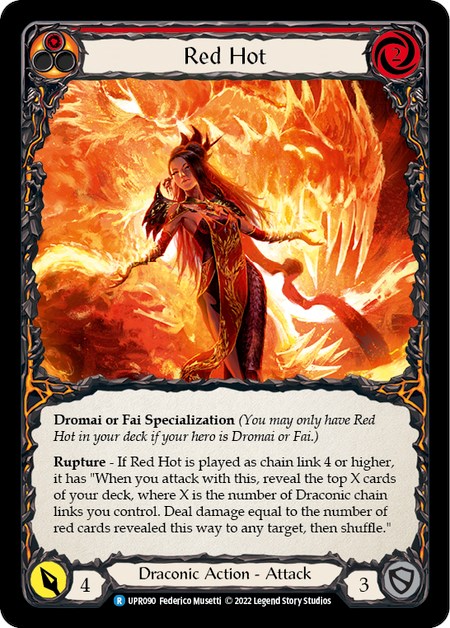 Red Hot
2
Dromai or Fai Specialization (You may only have Red
Hot in your deck if your hero is Dromai or Fai.)
Rupture - If Red Hot is played as chain link 4 or higher,
it has "When you attack with this, reveal the top X cards
of your deck, where X is the number of Draconic chain
links you control. Deal damage equal to the number of
red cards revealed this way to any target, then shuffle."
4
Draconic Action - Attack
3
R UPR090 Federico Musetti © 2022 Legend Story Studios